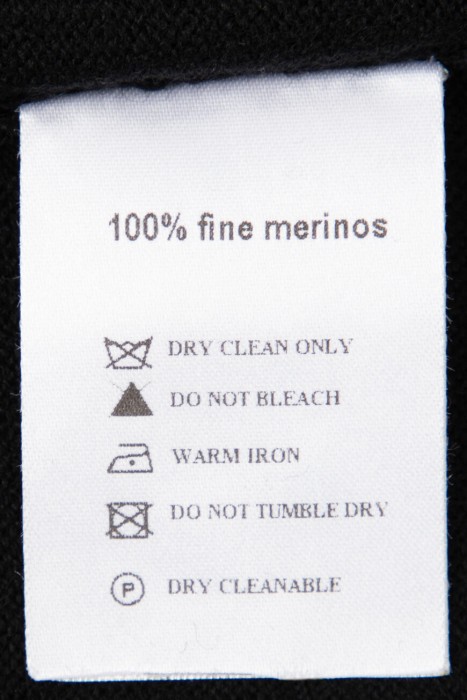 100% fine merinos
DRY CLEAN ONLY
DO NOT BLEACH
WARM IRON
DO NOT TUMBLE DRY
P DRY CLEANABLE